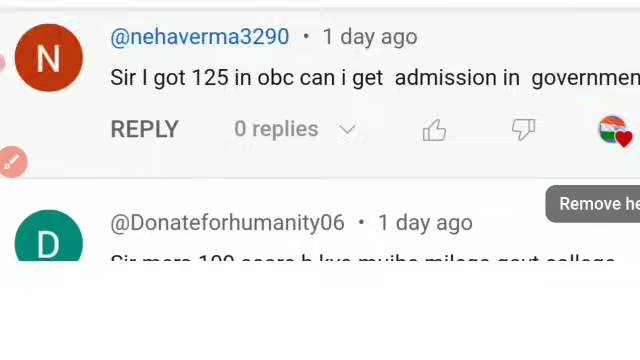 N
@nehaverma3290 • 1 day ago
Sir I got 125 in obc can i get admission in governmen
REPLY 0 replies
Remove he
D
@Donateforhumanity06 • 1 day ago
Sir mera 100 score h kya mujhe milega govt college